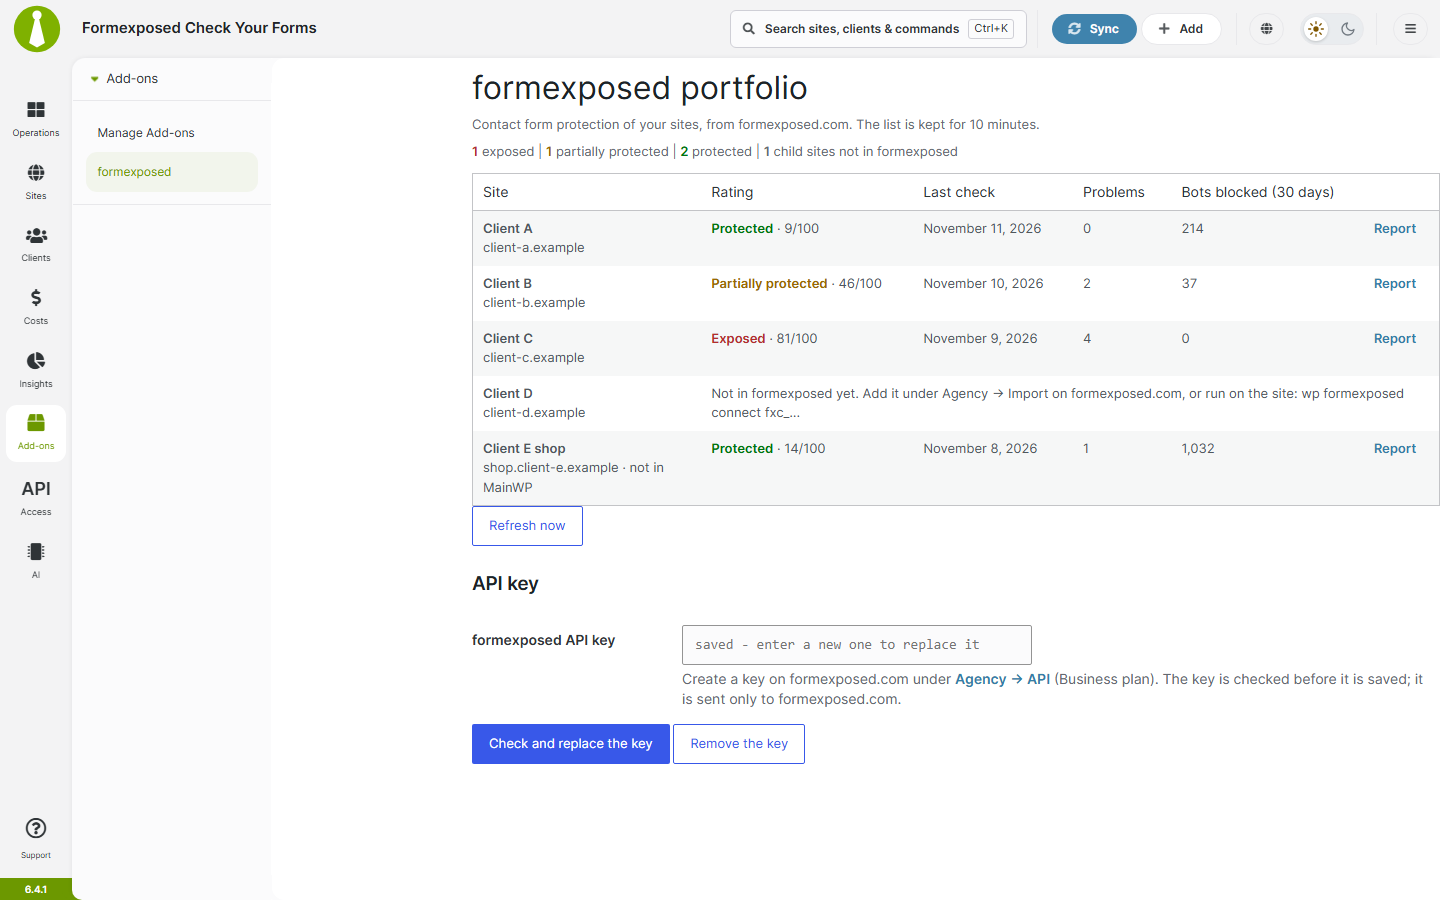 Formexposed Check Your Forms
Search sites, clients & commands Ctrl+K
Sync
Add
Operations
Sites
Clients
Costs
Insights
Add-ons
API
Access
AI
Support
6.4.1
Add-ons
Manage Add-ons
formexposed
formexposed portfolio
Contact form protection of your sites, from formexposed.com. The list is kept for 10 minutes.
1 exposed | 1 partially protected | 2 protected | 1 child sites not in formexposed
Site Rating Last check Problems Bots blocked (30 days)
Client A Protected · 9/100 November 11, 2026 0 214 Report
client-a.example
Client B Partially protected · 46/100 November 10, 2026 2 37 Report
client-b.example
Client C Exposed · 81/100 November 9, 2026 4 0 Report
client-c.example
Client D Not in formexposed yet. Add it under Agency → Import on formexposed.com, or run on the site: wp formexposed
client-d.example connect fxc_...
Client E shop Protected · 14/100 November 8, 2026 1 1,032 Report
shop.client-e.example · not in
MainWP
Refresh now
API key
formexposed API key saved - enter a new one to replace it
Create a key on formexposed.com under Agency → API (Business plan). The key is checked before it is saved; it
is sent only to formexposed.com.
Check and replace the key Remove the key